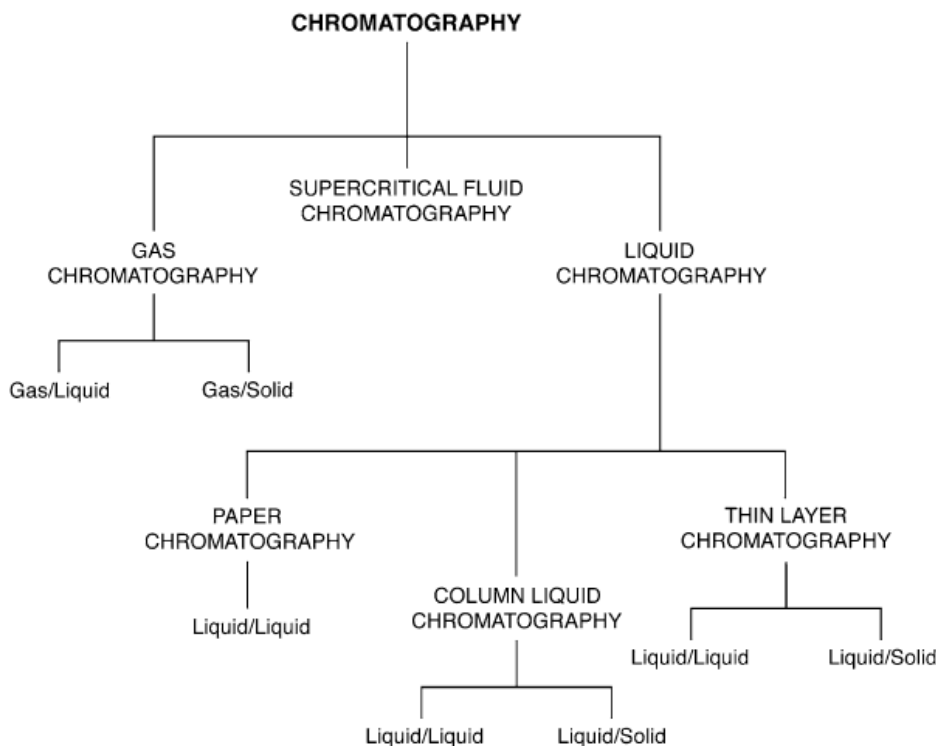 CHROMATOGRAPHY
SUPERCRITICAL FLUID
CHROMATOGRAPHY
GAS
CHROMATOGRAPHY
LIQUID
CHROMATOGRAPHY
Gas/Liquid
Gas/Solid
PAPER
CHROMATOGRAPHY
THIN LAYER
CHROMATOGRAPHY
COLUMN LIQUID
CHROMATOGRAPHY
Liquid/Liquid
Liquid/Liquid
Liquid/Solid
Liquid/Liquid
Liquid/Solid